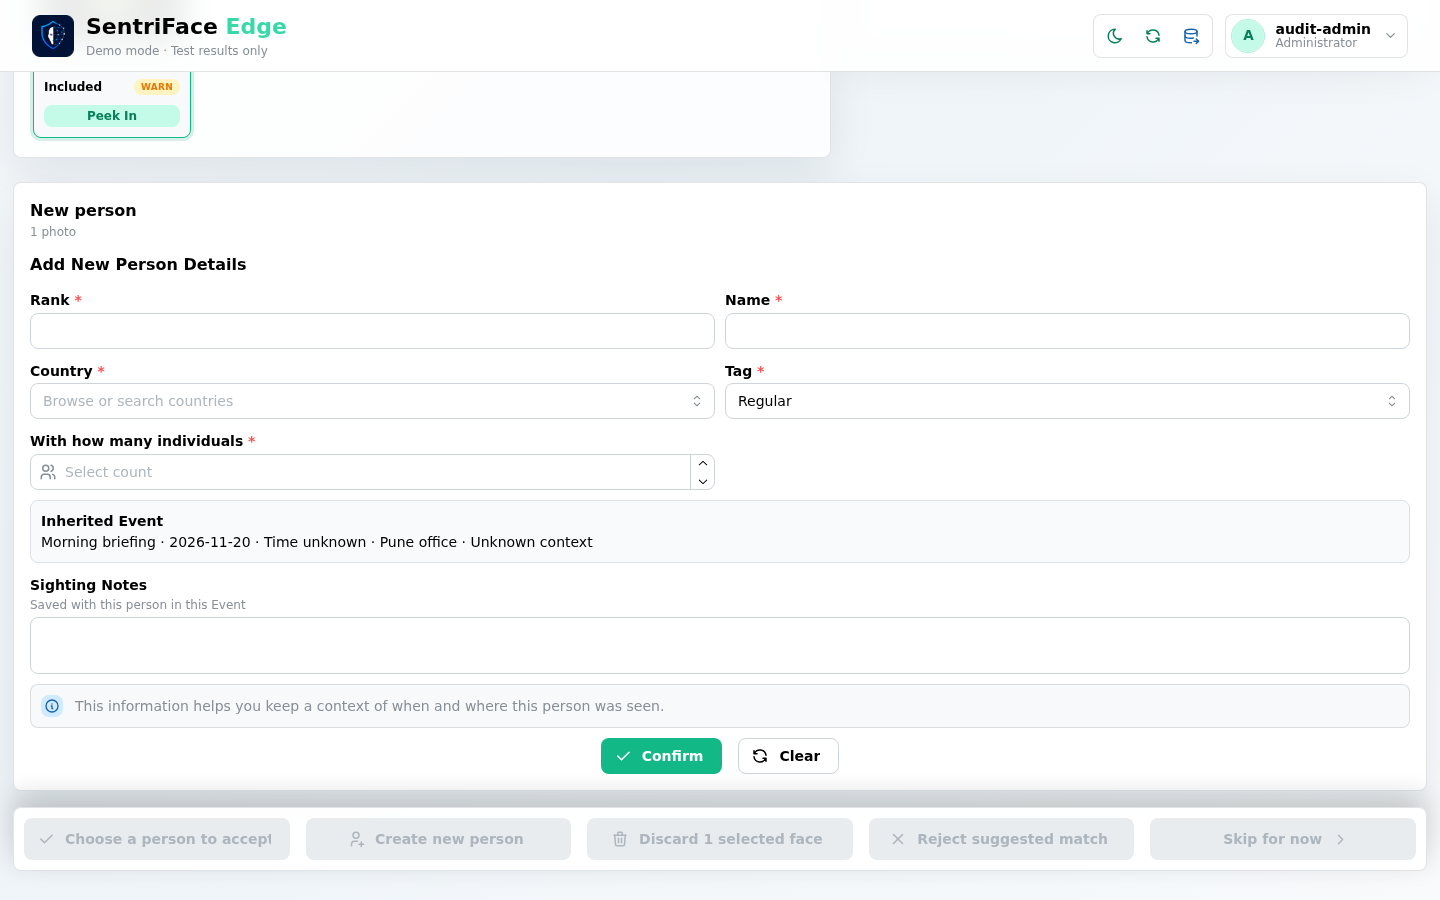 SentriFace Edge
Demo mode · Test results only
A
audit-admin
Administrator
Included
WARN
Peek In
New person
1 photo
Add New Person Details
Rank *
Name *
Country *
Tag *
Browse or search countries
Regular
With how many individuals *
Select count
Inherited Event
Morning briefing · 2026-11-20 · Time unknown · Pune office · Unknown context
Sighting Notes
Saved with this person in this Event
This information helps you keep a context of when and where this person was seen.
Confirm
Clear
Choose a person to accept
Create new person
Discard 1 selected face
Reject suggested match
Skip for now